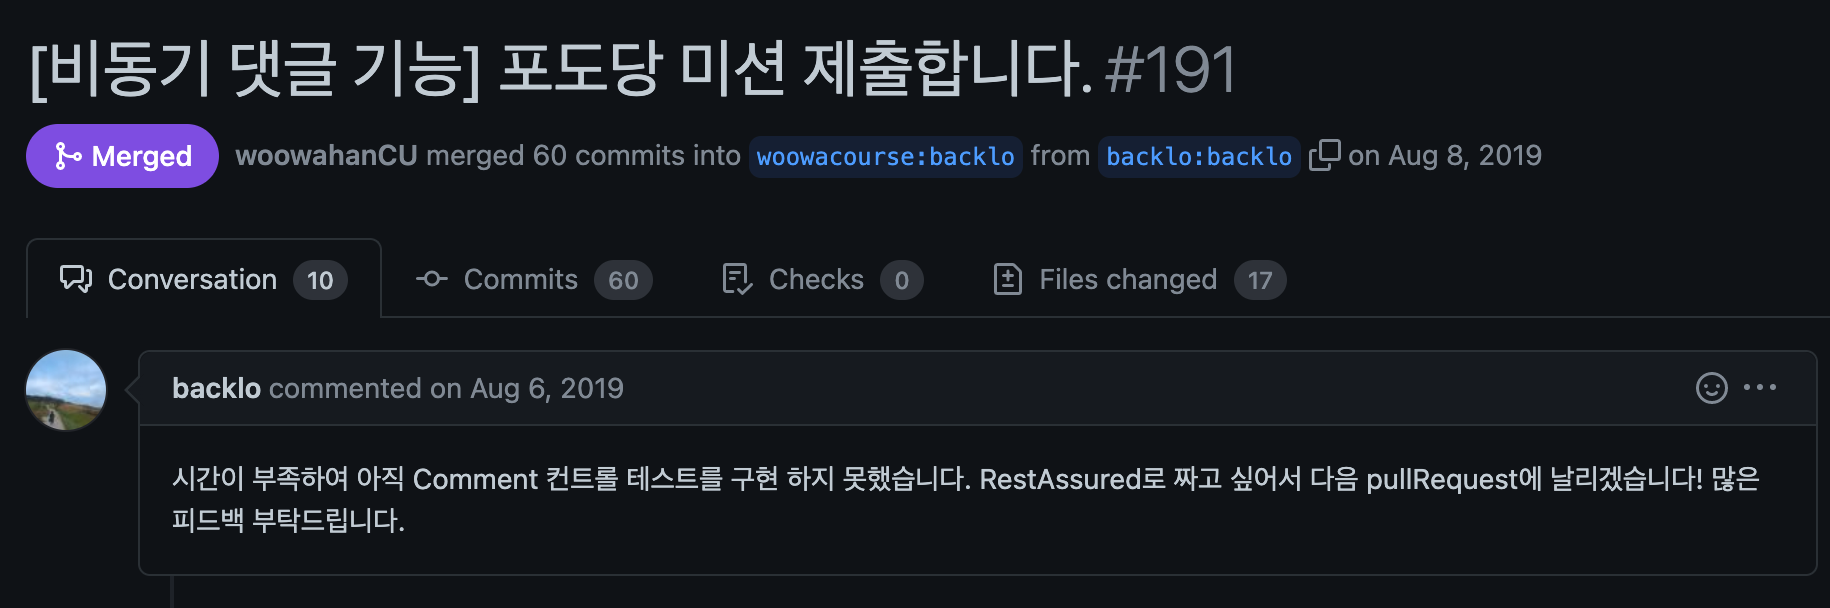 [비동기 댓글 기능] 포도당 미션 제출합니다. #191
Merged woowahanCU merged 60 commits into woowacourse:backlo from backlo:backlo on Aug 8, 2019
Conversation 10 Commits 60 Checks 0 Files changed 17
backlo commented on Aug 6, 2019
시간이 부족하여 아직 Comment 컨트롤 테스트를 구현 하지 못했습니다. RestAssured로 짜고 싶어서 다음 pullRequest에 날리겠습니다! 많은
피드백 부탁드립니다.